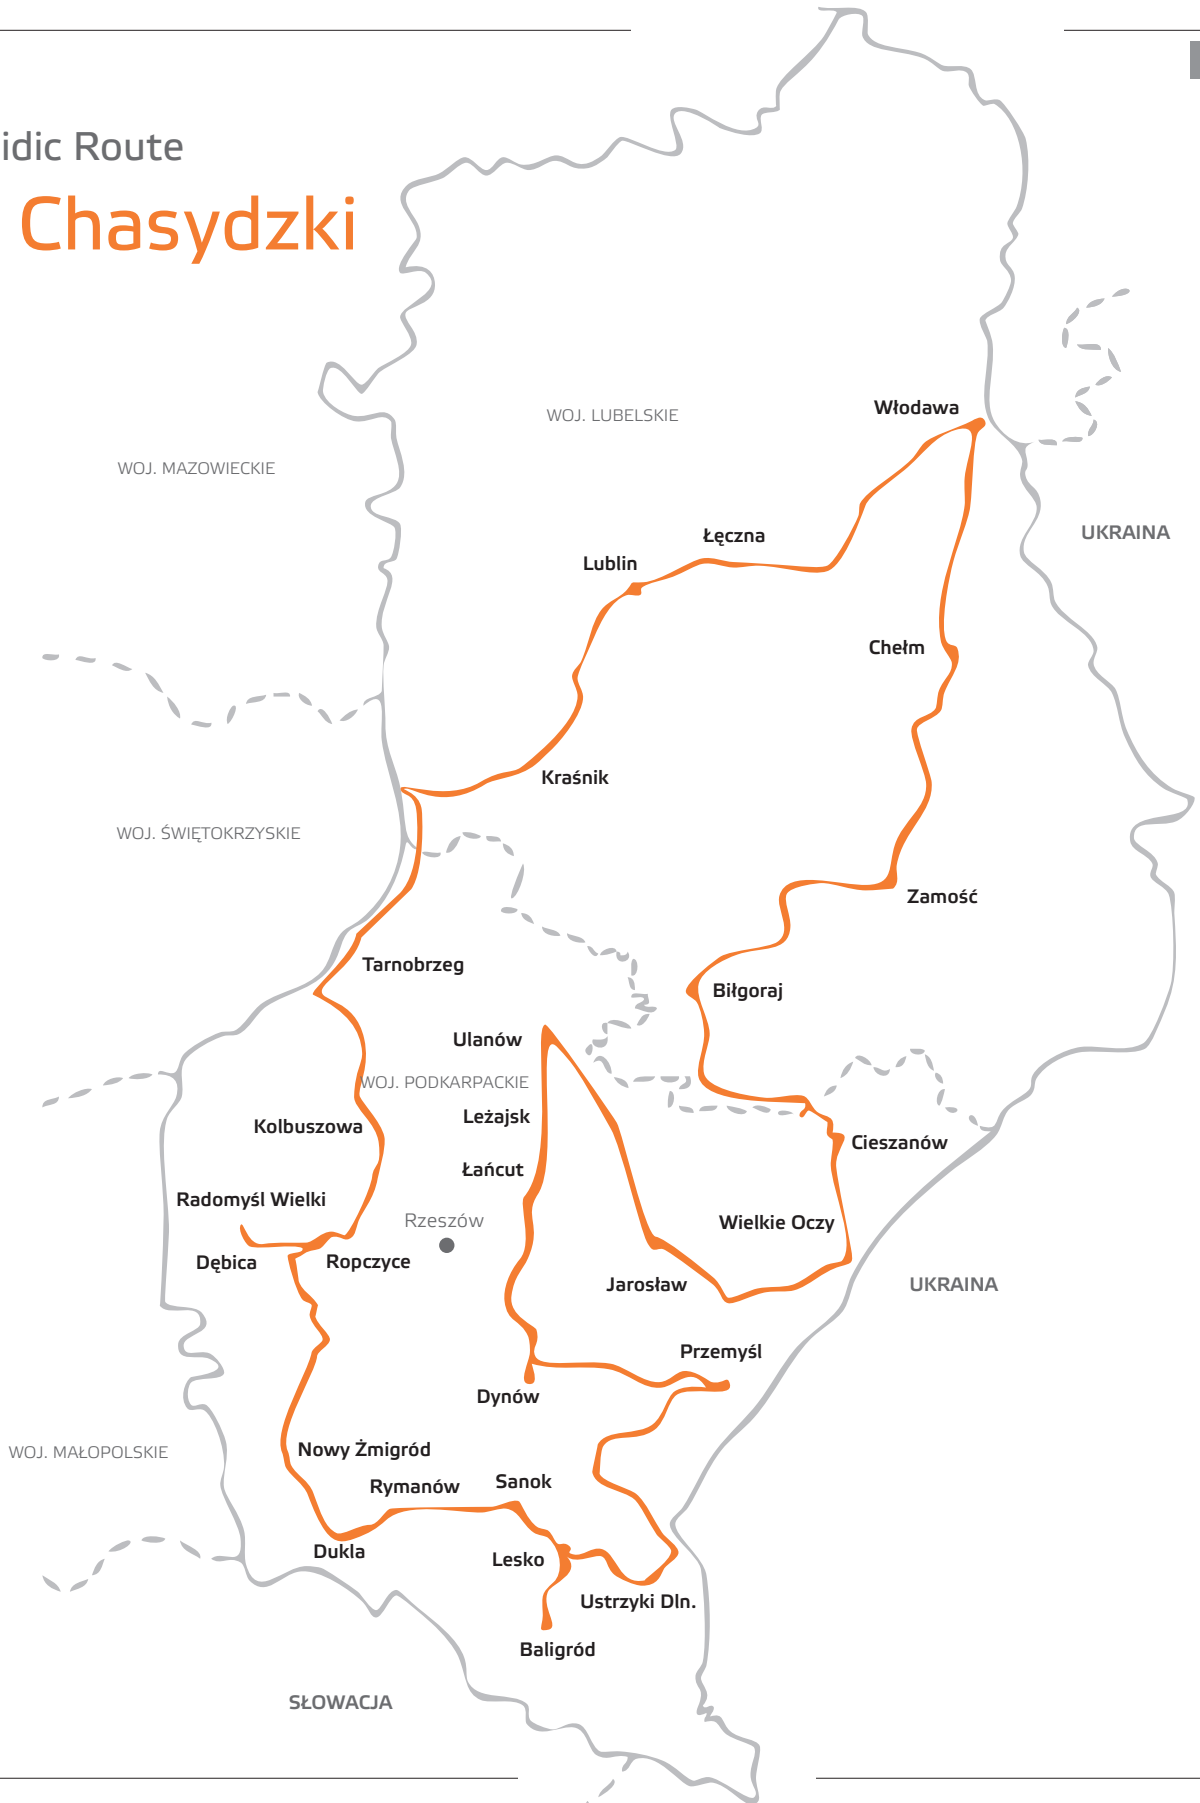 idic Route
Chasydzki
Włodawa
WOJ. LUBELSKIE
WOJ. MAZOWIECKIE
UKRAINA
Łęczna
Lublin
Chełm
Kraśnik
WOJ. ŚWIĘTOKRZYSKIE
Zamość
Tarnobrzeg
Biłgoraj
Ulanów
WOJ. PODKARPACKIE
Leżajsk
Kolbuszowa
Cieszanów
Łańcut
Radomyśl Wielki
Rzeszów
Wielkie Oczy
Dębica
Ropczyce
Jarosław
UKRAINA
Przemyśl
Dynów
Nowy Żmigród
WOJ. MAŁOPOLSKIE
Rymanów
Sanok
Dukla
Lesko
Ustrzyki Dln.
Baligród
SŁOWACJA